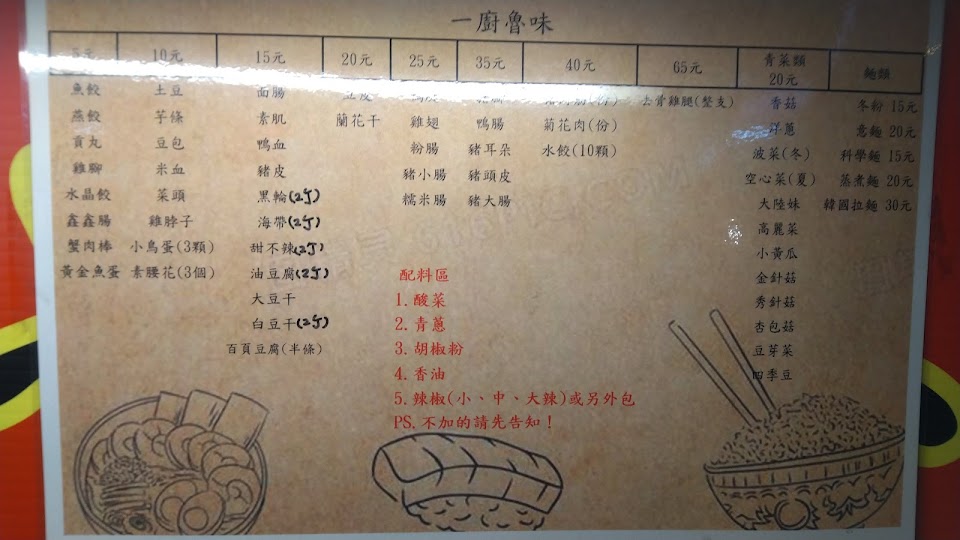 一廚魯味
5元 10元 15元 20元 25元 35元 40元 65元 青菜類 20元 麵類
魚餃 土豆 面腸 去骨雞腿(整支) 香菇 冬粉 15元
燕餃 芋條 素肌 蘭花干 雞翅 鴨腸 菊花肉(份) 洋蔥 意麵 20元
貢丸 豆包 鴨血 粉腸 豬耳朵 水餃(10顆) 波菜(冬) 科學麵 15元
雞腳 米血 豬皮 豬小腸 豬頭皮 空心菜(夏) 蒸煮麵 20元
水晶餃 菜頭 黑輪(2片) 糯米腸 豬大腸 大陸妹 韓國拉麵 30元
鑫鑫腸 雞脖子 海帶(2片) 高麗菜
蟹肉棒 小鳥蛋(3顆) 甜不辣(2片) 小黃瓜
黃金魚蛋 素腰花(3個) 油豆腐(2片) 配料區 金針菇
大豆干 1.酸菜 秀針菇
白豆干(2片) 2.青蔥 杏包菇
百頁豆腐(半條) 3.胡椒粉 豆芽菜
4.香油 四季豆
5.辣椒(小、中、大辣)或另外包
PS.不加的請先告知！